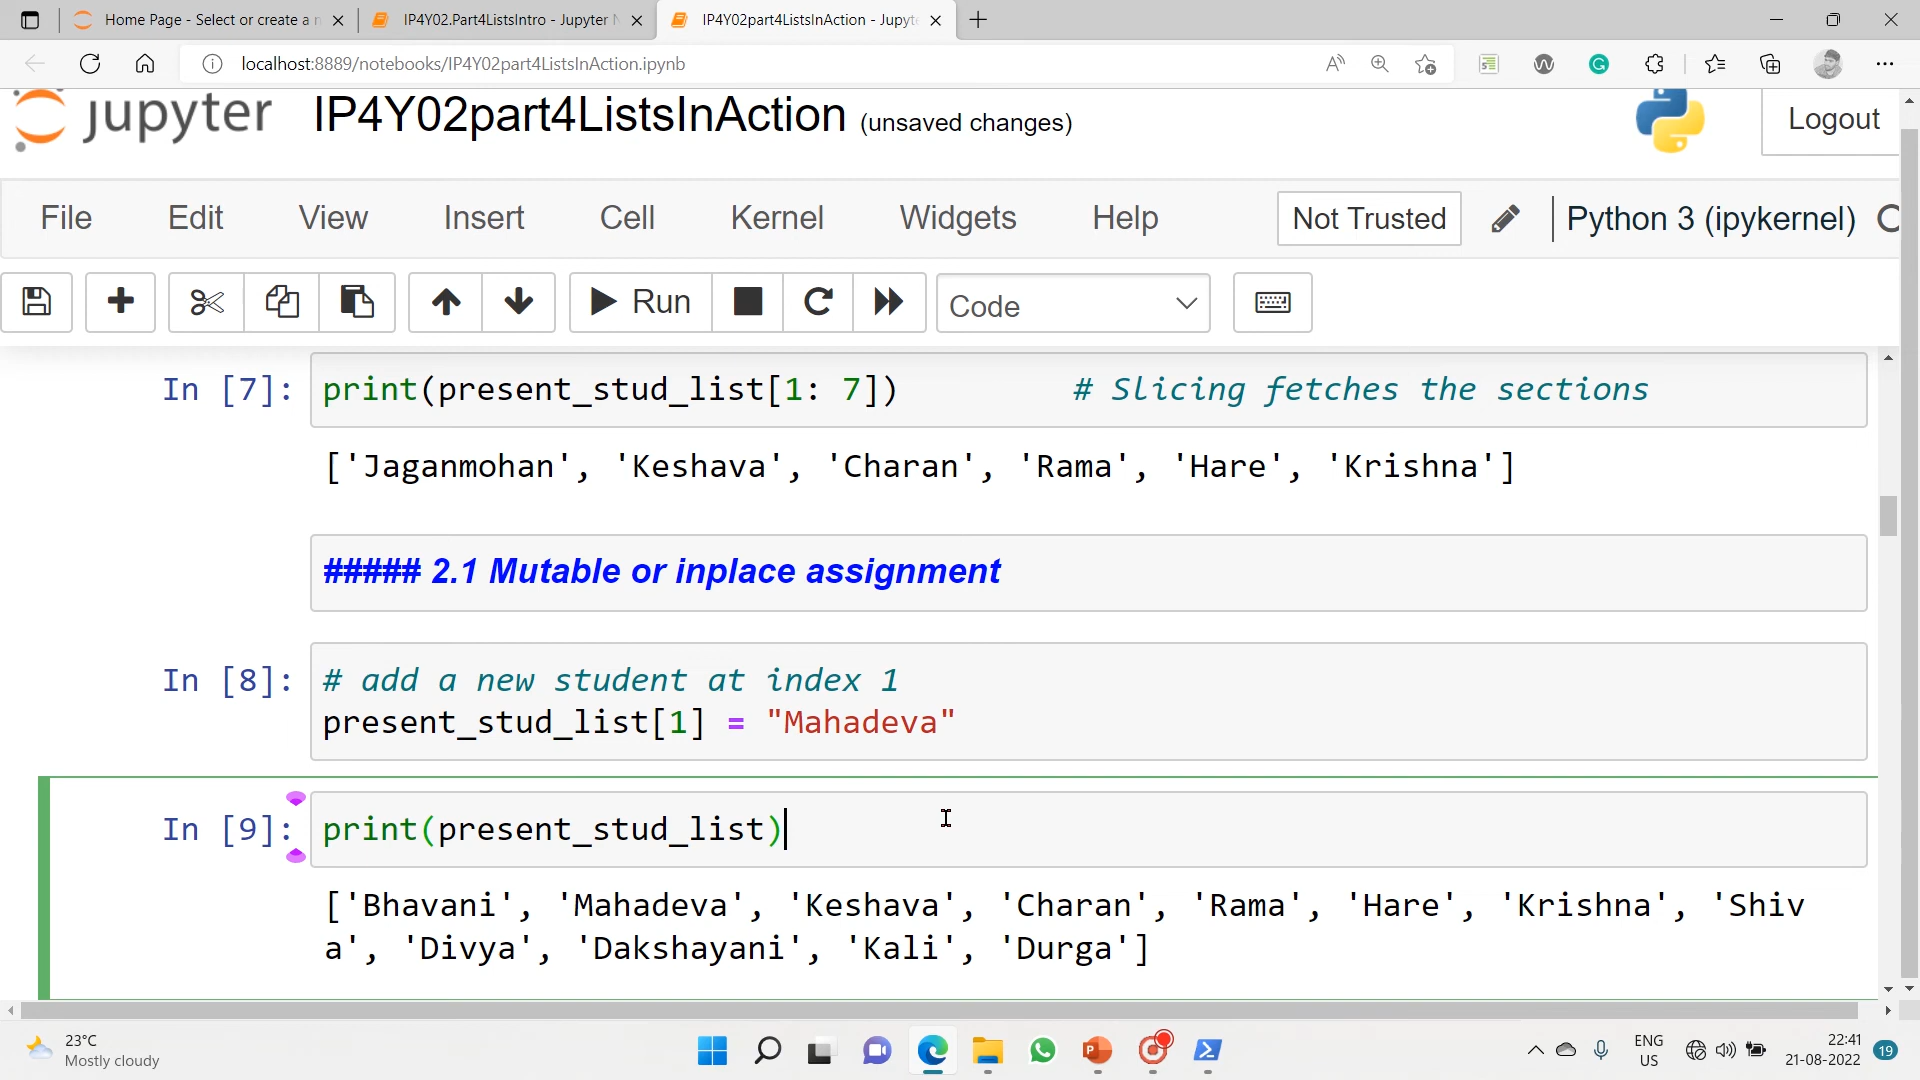 Home Page - Select or create a n
IP4Y02.Part4ListsIntro - Jupyter N
IP4Y02part4ListsInAction - Jupyte
localhost:8889/notebooks/IP4Y02part4ListsInAction.ipynb
jupyter IP4Y02part4ListsInAction (unsaved changes)
Logout
File Edit View Insert Cell Kernel Widgets Help Not Trusted Python 3 (ipykernel)
Run Code
In [7]: print(present_stud_list[1: 7]) # Slicing fetches the sections
['Jaganmohan', 'Keshava', 'Charan', 'Rama', 'Hare', 'Krishna']
##### 2.1 Mutable or inplace assignment
In [8]: # add a new student at index 1
present_stud_list[1] = "Mahadeva"
In [9]: print(present_stud_list)
['Bhavani', 'Mahadeva', 'Keshava', 'Charan', 'Rama', 'Hare', 'Krishna', 'Shiv
a', 'Divya', 'Dakshayani', 'Kali', 'Durga']
23°C
Mostly cloudy
ENG
US
22:41
21-08-2022
19